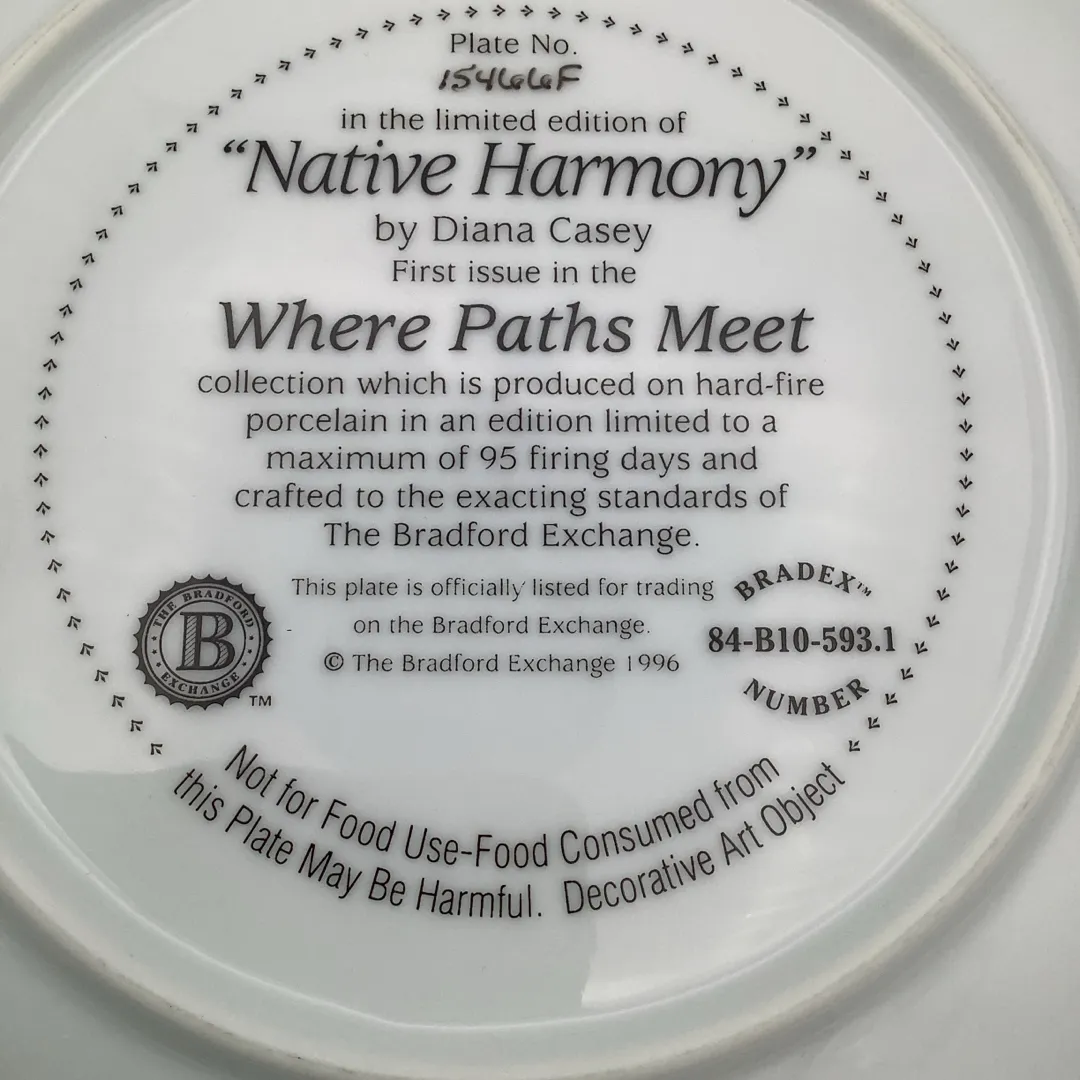 Plate No.
15466F
in the limited edition of
“Native Harmony”
by Diana Casey
First issue in the
Where Paths Meet
collection which is produced on hard-fire
porcelain in an edition limited to a
maximum of 95 firing days and
crafted to the exacting standards of
The Bradford Exchange.
This plate is officially listed for trading
on the Bradford Exchange.
© The Bradford Exchange 1996
THE BRADFORD
B
EXCHANGE
TM
BRADEX™
84-B10-593.1
NUMBER
Not for Food Use-Food Consumed from
this Plate May Be Harmful. Decorative Art Object